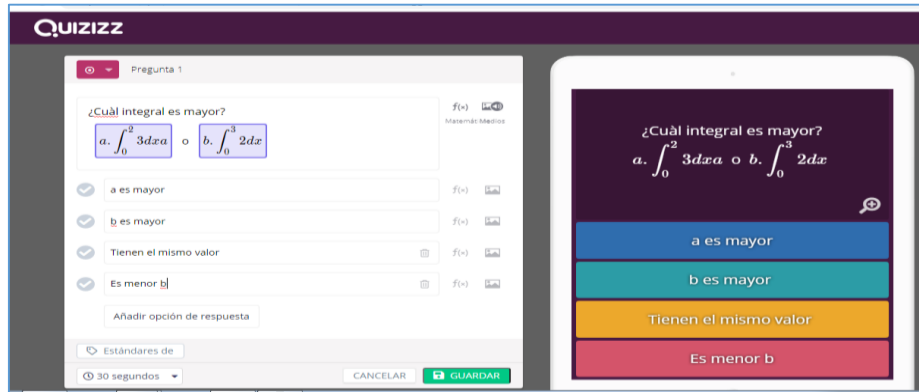 Quizizz
Pregunta 1
¿Cuàl integral es mayor?
a. ∫₀² 3dxa o b. ∫₀³ 2dx
f(x)
Matemát Medios
a es mayor
f(x)
b es mayor
f(x)
Tienen el mismo valor
f(x)
Es menor b
f(x)
Añadir opción de respuesta
Estándares de
30 segundos
CANCELAR
GUARDAR
¿Cuàl integral es mayor?
a. ∫₀² 3dxa o b. ∫₀³ 2dx
a es mayor
b es mayor
Tienen el mismo valor
Es menor b